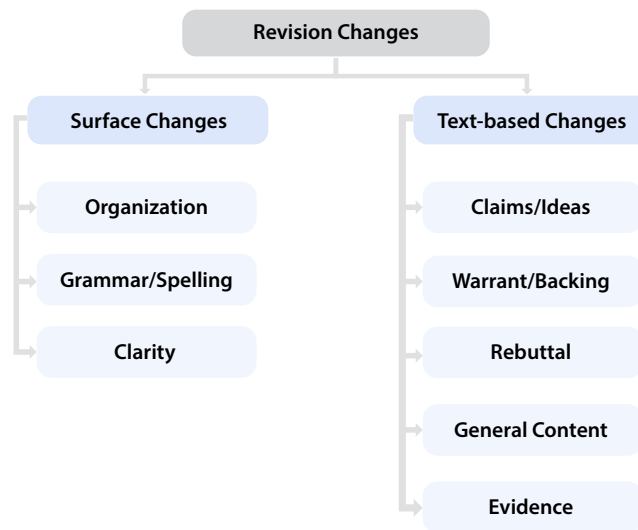 Revision Changes
Surface Changes
Organization
Grammar/Spelling
Clarity
Text-based Changes
Claims/Ideas
Warrant/Backing
Rebuttal
General Content
Evidence